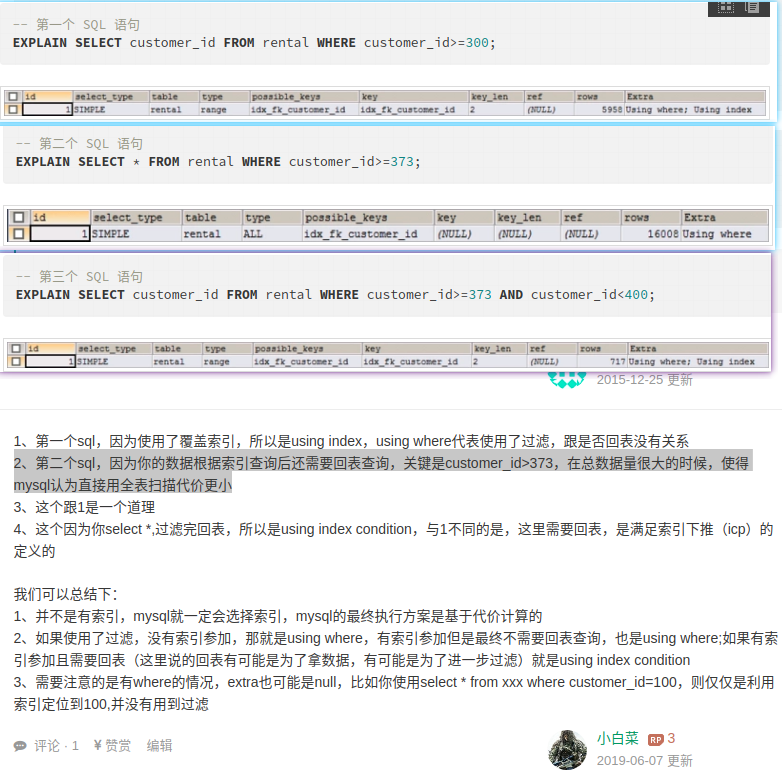 -- 第一个 SQL 语句
EXPLAIN SELECT customer_id FROM rental WHERE customer_id>=300;
id select_type table type possible_keys key key_len ref rows Extra
1 SIMPLE rental range idx_fk_customer_id idx_fk_customer_id 2 (NULL) 5958 Using where; Using index
-- 第二个 SQL 语句
EXPLAIN SELECT * FROM rental WHERE customer_id>=373;
id select_type table type possible_keys key key_len ref rows Extra
1 SIMPLE rental ALL idx_fk_customer_id (NULL) (NULL) (NULL) 16008 Using where
-- 第三个 SQL 语句
EXPLAIN SELECT customer_id FROM rental WHERE customer_id>=373 AND customer_id<400;
id select_type table type possible_keys key key_len ref rows Extra
1 SIMPLE rental range idx_fk_customer_id idx_fk_customer_id 2 (NULL) 717 Using where; Using index
2015-12-25 更新
1、第一个sql，因为使用了覆盖索引，所以是using index，using where代表使用了过滤，跟是否回表没有关系
2、第二个sql，因为你的数据根据索引查询后还需要回表查询，关键是customer_id>373，在总数据量很大的时候，使得
mysql认为直接用全表扫描代价更小
3、这个跟1是一个道理
4、这个因为你select *,过滤完回表，所以是using index condition，与1不同的是，这里需要回表，是满足索引下推（icp）的
定义的
我们可以总结下：
1、并不是有索引，mysql就一定会选择索引，mysql的最终执行方案是基于代价计算的
2、如果使用了过滤，没有索引参加，那就是using where，有索引参加但是最终不需要回表查询，也是using where;如果有索
引参加且需要回表（这里说的回表有可能是为了拿数据，有可能是为了进一步过滤）就是using index condition
3、需要注意的是有where的情况，extra也可能是null，比如你使用select * from xxx where customer_id=100，则仅仅是利用
索引定位到100,并没有用到过滤
评论 · 1 ¥ 赞赏 编辑
小白菜 RP 3
2019-06-07 更新